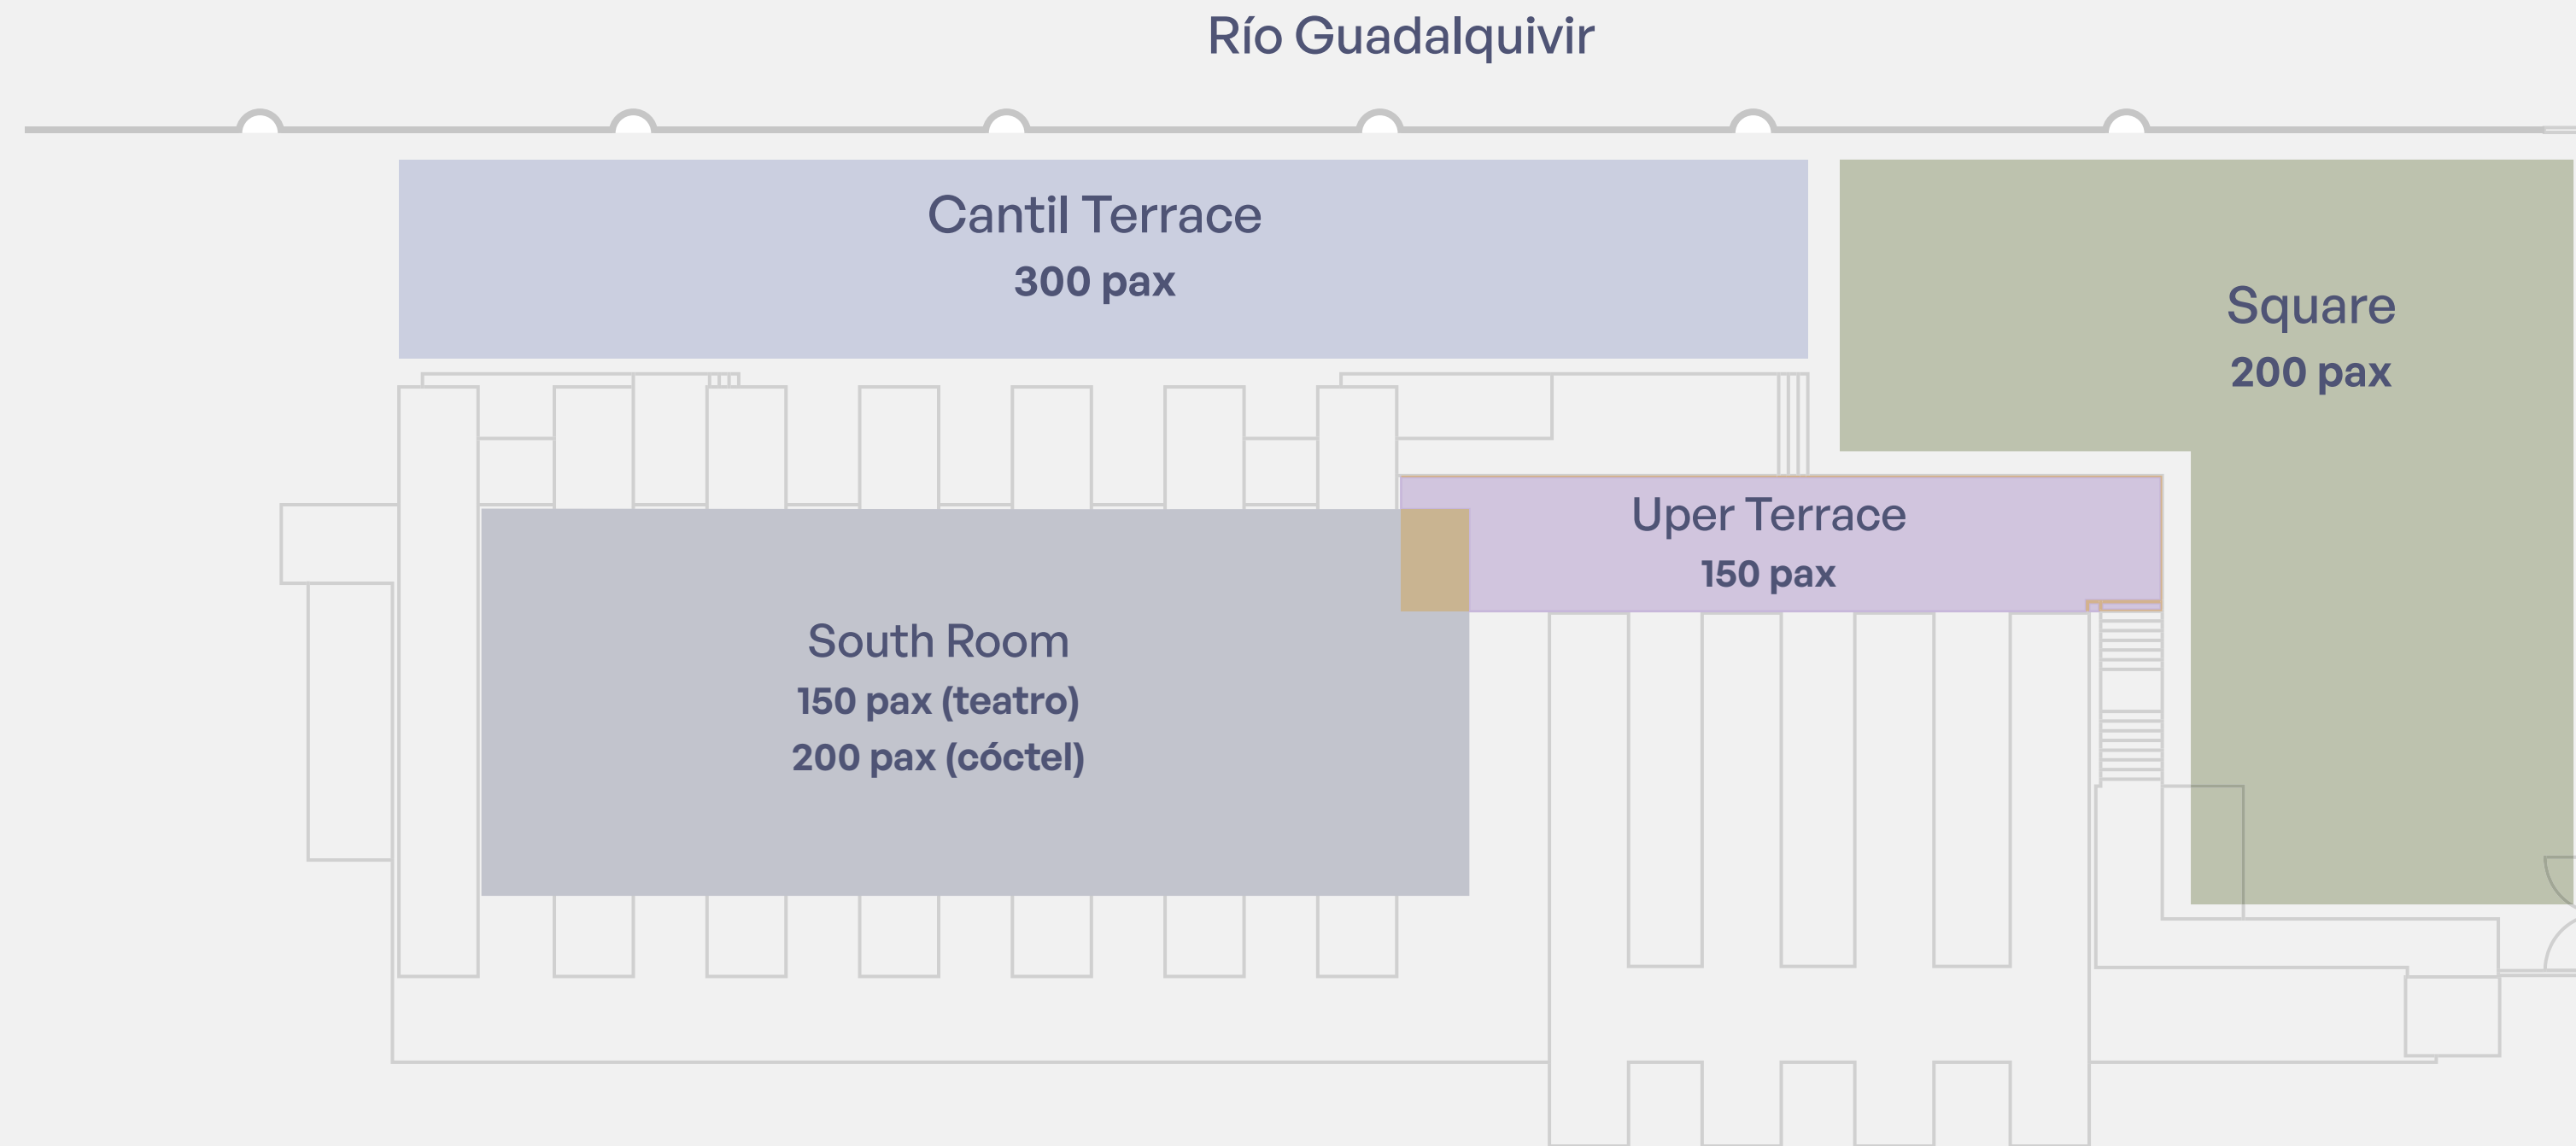 Río Guadalquivir
Cantil Terrace
300 pax
Square
200 pax
Uper Terrace
150 pax
South Room
150 pax (teatro)
200 pax (cóctel)